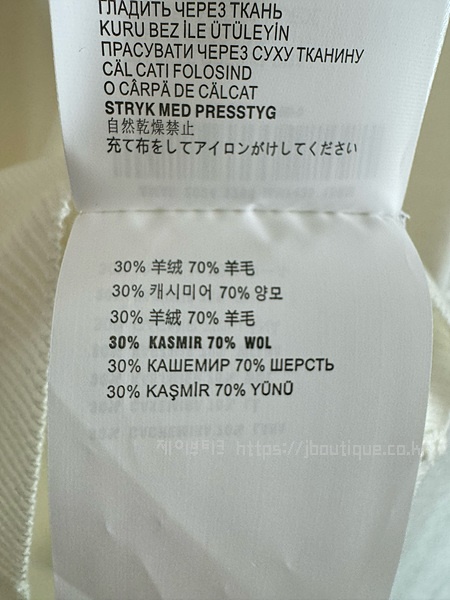 ГЛАДИТЬ ЧЕРЕЗ ТКАНЬ
KURU BEZ İLE ÜTÜLEYİN
ПРАСУВАТИ ЧЕРЕЗ СУХУ ТКАНИНУ
CĂLCATI FOLOSIND
O CÂRPĂ DE CĂLCAT
STRYK MED PRESSTYG
自然乾燥禁止
充て布をしてアイロンがけしてください
30% 羊绒 70% 羊毛
30% 캐시미어 70% 양모
30% 羊絨 70% 羊毛
30% KASMIR 70% WOL
30% КАШЕМИР 70% ШЕРСТЬ
30% KAŞMİR 70% YÜNÜ
제이부티크 https://jboutique.co.k